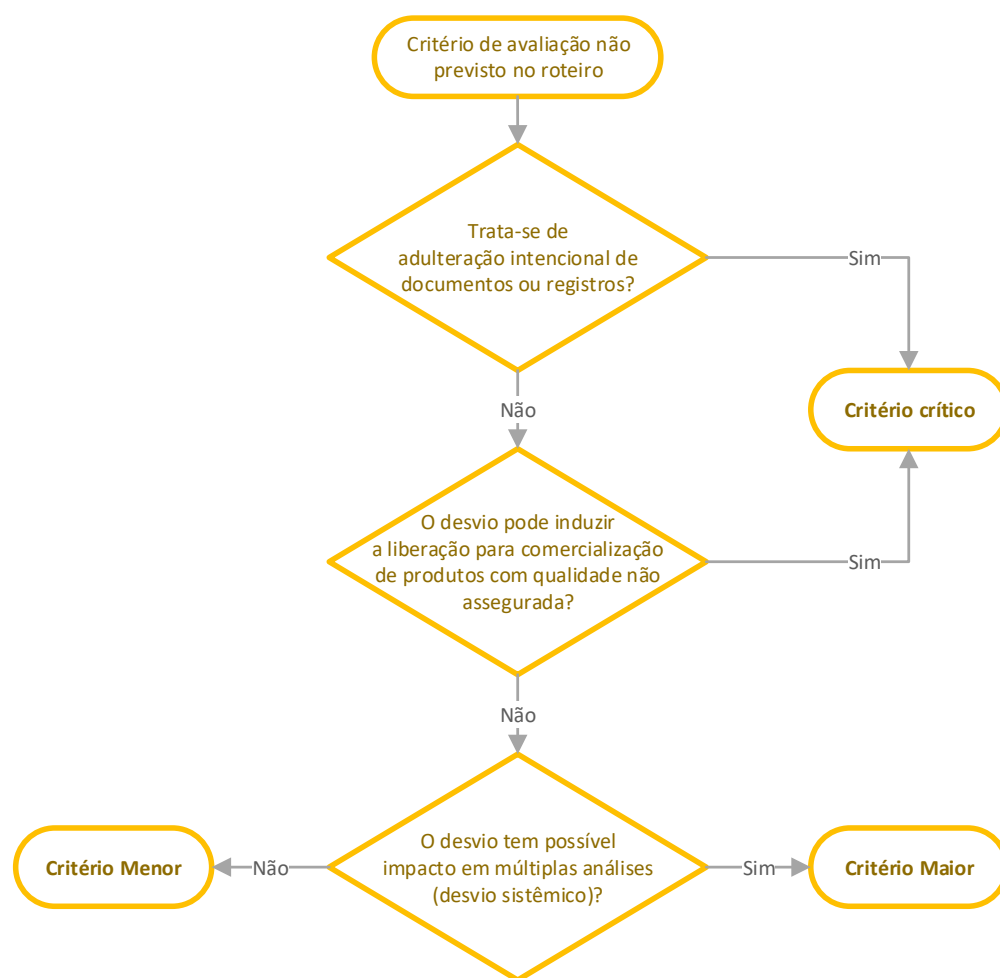 Critério de avaliação não
previsto no roteiro
Trata-se de
adulteração intencional de
documentos ou registros?
Sim
Não
Critério crítico
O desvio pode induzir
a liberação para comercialização
de produtos com qualidade não
assegurada?
Sim
Não
O desvio tem possível
impacto em múltiplas análises
(desvio sistêmico)?
Não
Critério Menor
Sim
Critério Maior